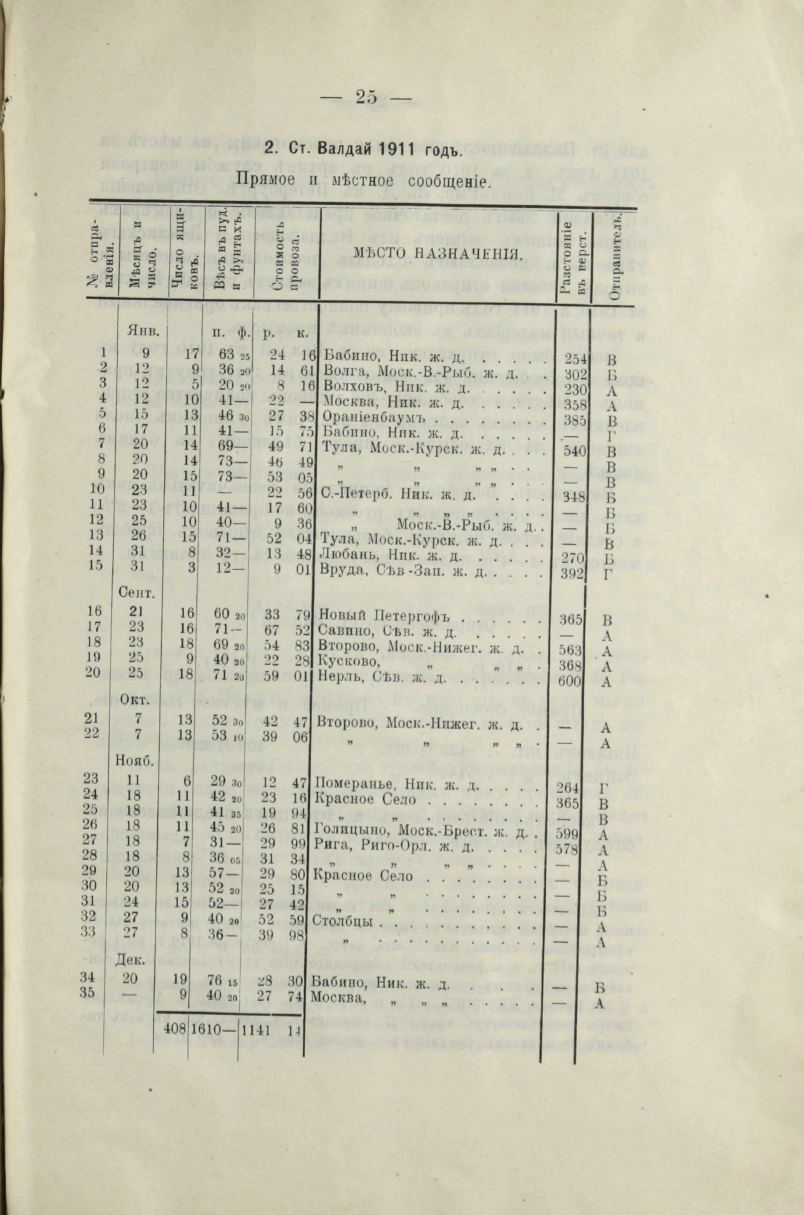 — 25 —
2. Ст. Валдай 1911 годъ.
Прямое и мѣстное сообщеніе.
№ отпра-вленія. Мѣсяцъ и число. Число ящи-ковъ. Вѣсъ въ пуд. и фунтахъ. Стоимость провоза. МѢСТО НАЗНАЧЕНІЯ. Разстояніе въ верст. Отправитель.
Янв. п. ф. р. к.
1 9 17 63 25 24 16 Бабино, Ник. ж. д. . . . . . 254 В
2 12 9 36 20 14 61 Волга, Моск.-В.-Рыб. ж. д. . . 302 Б
3 12 5 20 20 8 16 Волховъ, Ник. ж. д. . . . . . 230 А
4 12 10 41— 22 — Москва, Ник. ж. д. . . . . . 358 А
5 15 13 46 30 27 38 Ораніенбаумъ . . . . . . . . 385 В
6 17 11 41— 15 75 Бабино, Ник. ж. д. . . . . . — Г
7 20 14 69— 49 71 Тула, Моск.-Курск. ж. д. . . . 540 В
8 20 14 73— 46 49 „ „ „ „ . . — В
9 20 15 73— 53 05 „ „ „ „ . . . — В
10 23 11 — 22 56 С.-Петерб. Ник. ж. д. . . . . 348 Б
11 23 10 41— 17 60 „ „ „ „ . . . . — Б
12 25 10 40— 9 36 „ Моск.-В.-Рыб. ж. д. . — Б
13 26 15 71— 52 04 Тула, Моск.-Курск. ж. д. . . . — В
14 31 8 32— 13 48 Любань, Ник. ж. д. . . . . . 270 Б
15 31 3 12— 9 01 Вруда, Сѣв-Зап. ж. д. . . . . 392 Г
Сент.
16 21 16 60 20 33 79 Новый Петергофъ . . . . . . 365 В
17 23 16 71— 67 52 Савино, Сѣв. ж. д. . . . . . — А
18 23 18 69 20 54 83 Второво, Моск.-Нижег. ж. д. . 563 А
19 25 9 40 20 22 28 Кусково, „ „ „ . 368 А
20 25 18 71 20 59 01 Нерль, Сѣв. ж. д. . . . . . . 600 А
Окт.
21 7 13 52 30 42 47 Второво, Моск.-Нижег. ж. д. . — А
22 7 13 53 10 39 06 „ „ „ „ . — А
Нояб.
23 11 6 29 30 12 47 Померанье, Ник. ж. д. . . . . 264 Г
24 18 11 42 20 23 16 Красное Село . . . . . . . . 365 В
25 18 11 41 35 19 94 „ „ . . . . . . . — В
26 18 11 45 20 26 81 Голицыно, Моск.-Брест. ж. д. . 599 А
27 18 7 31— 29 99 Рига, Риго-Орл. ж. д. . . . . 578 А
28 18 8 36 05 31 34 „ „ „ „ . . . . — А
29 20 13 57— 29 80 Красное Село . . . . . . . . — Б
30 20 13 52 20 25 15 „ „ . . . . . . . — Б
31 24 15 52— 27 42 „ „ . . . . . . . — Б
32 27 9 40 20 52 59 Столбцы . . . . . . . . . . . — А
33 27 8 36— 39 98 „ . . . . . . . . . . . — А
Дек.
34 20 19 76 15 28 30 Бабино, Ник. ж. д. . . . — Б
35 — 9 40 20 27 74 Москва, „ „ „ . . . . . — А
408 1610— 1141 14